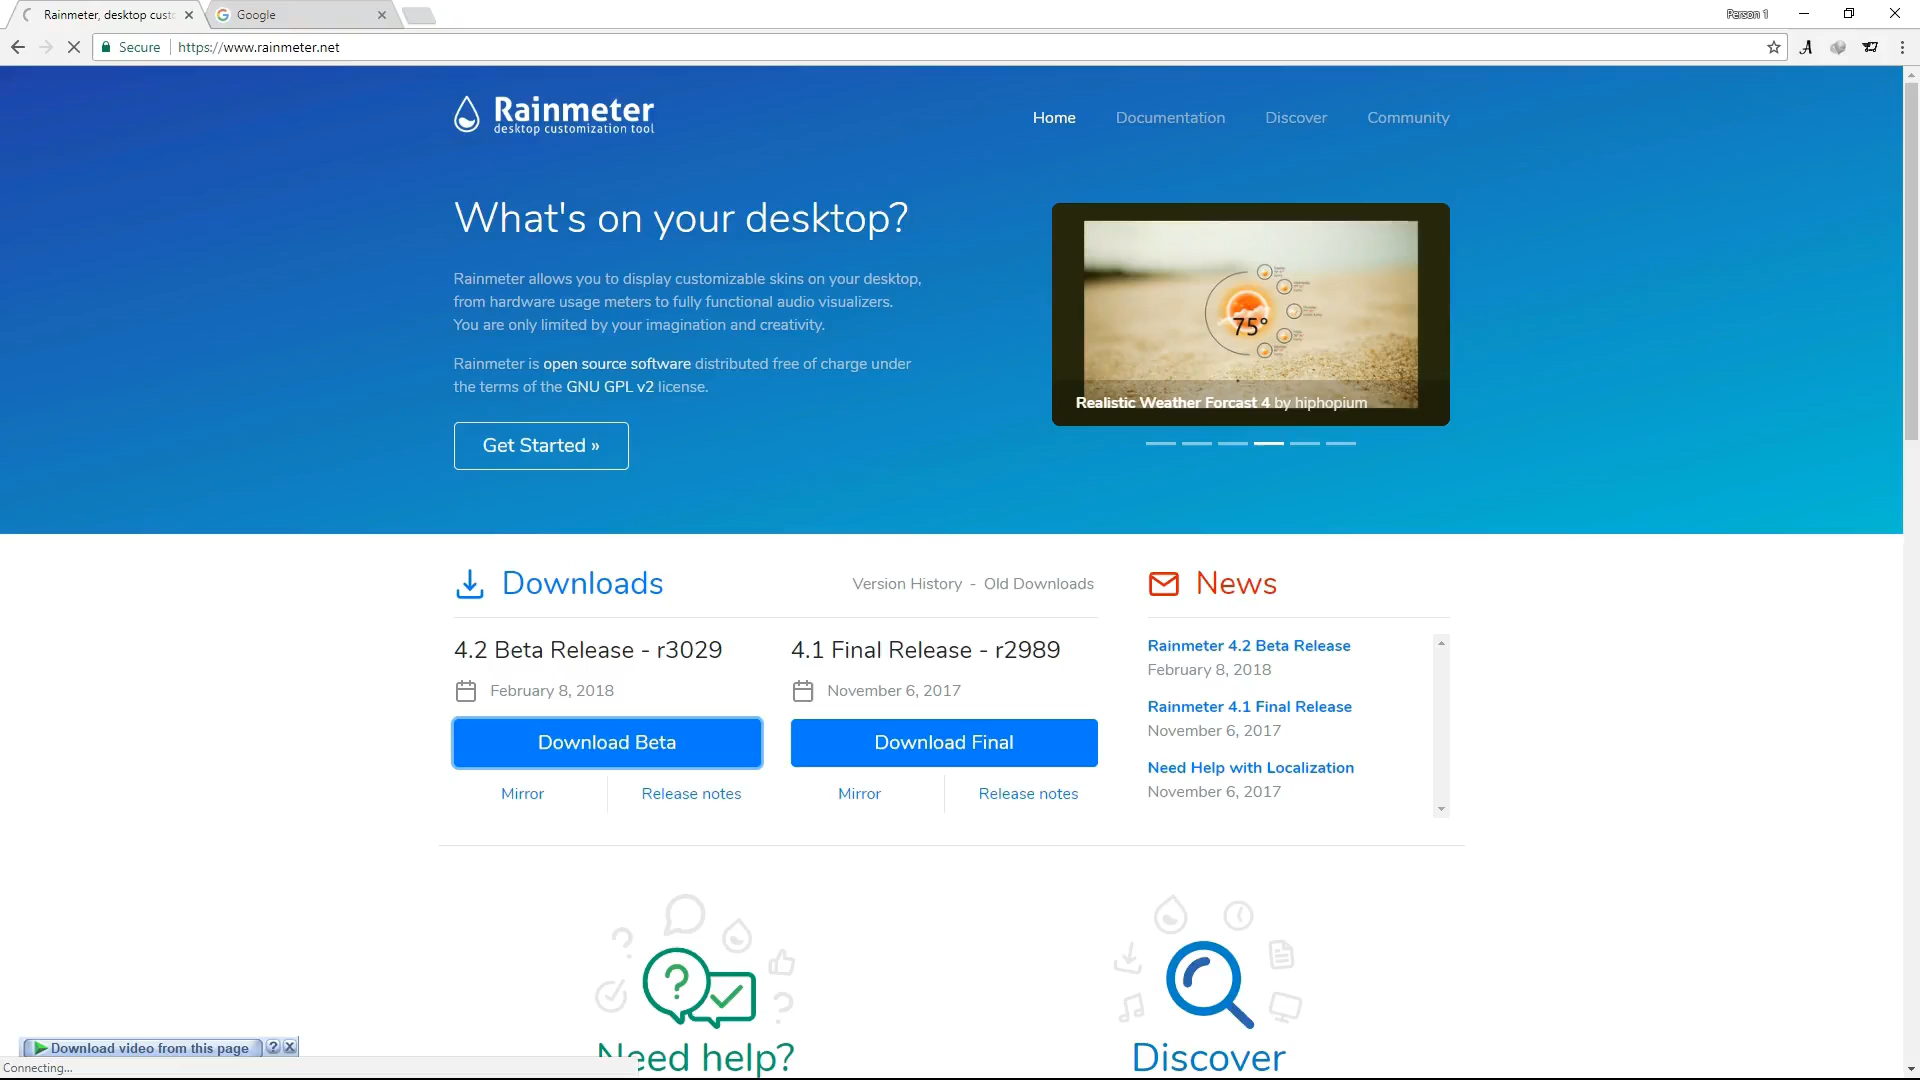 Rainmeter, desktop cust
Google
Person 1
Secure
https://www.rainmeter.net
Rainmeter
desktop customization tool
Home
Documentation
Discover
Community
What's on your desktop?
Rainmeter allows you to display customizable skins on your desktop,
from hardware usage meters to fully functional audio visualizers.
You are only limited by your imagination and creativity.
Rainmeter is open source software distributed free of charge under
the terms of the GNU GPL v2 license.
Get Started »
75°
Realistic Weather Forcast 4 by hiphopium
Downloads
Version History - Old Downloads
4.2 Beta Release - r3029
February 8, 2018
Download Beta
Mirror
Release notes
4.1 Final Release - r2989
November 6, 2017
Download Final
Mirror
Release notes
News
Rainmeter 4.2 Beta Release
February 8, 2018
Rainmeter 4.1 Final Release
November 6, 2017
Need Help with Localization
November 6, 2017
Need help?
Discover
Download video from this page
Connecting...